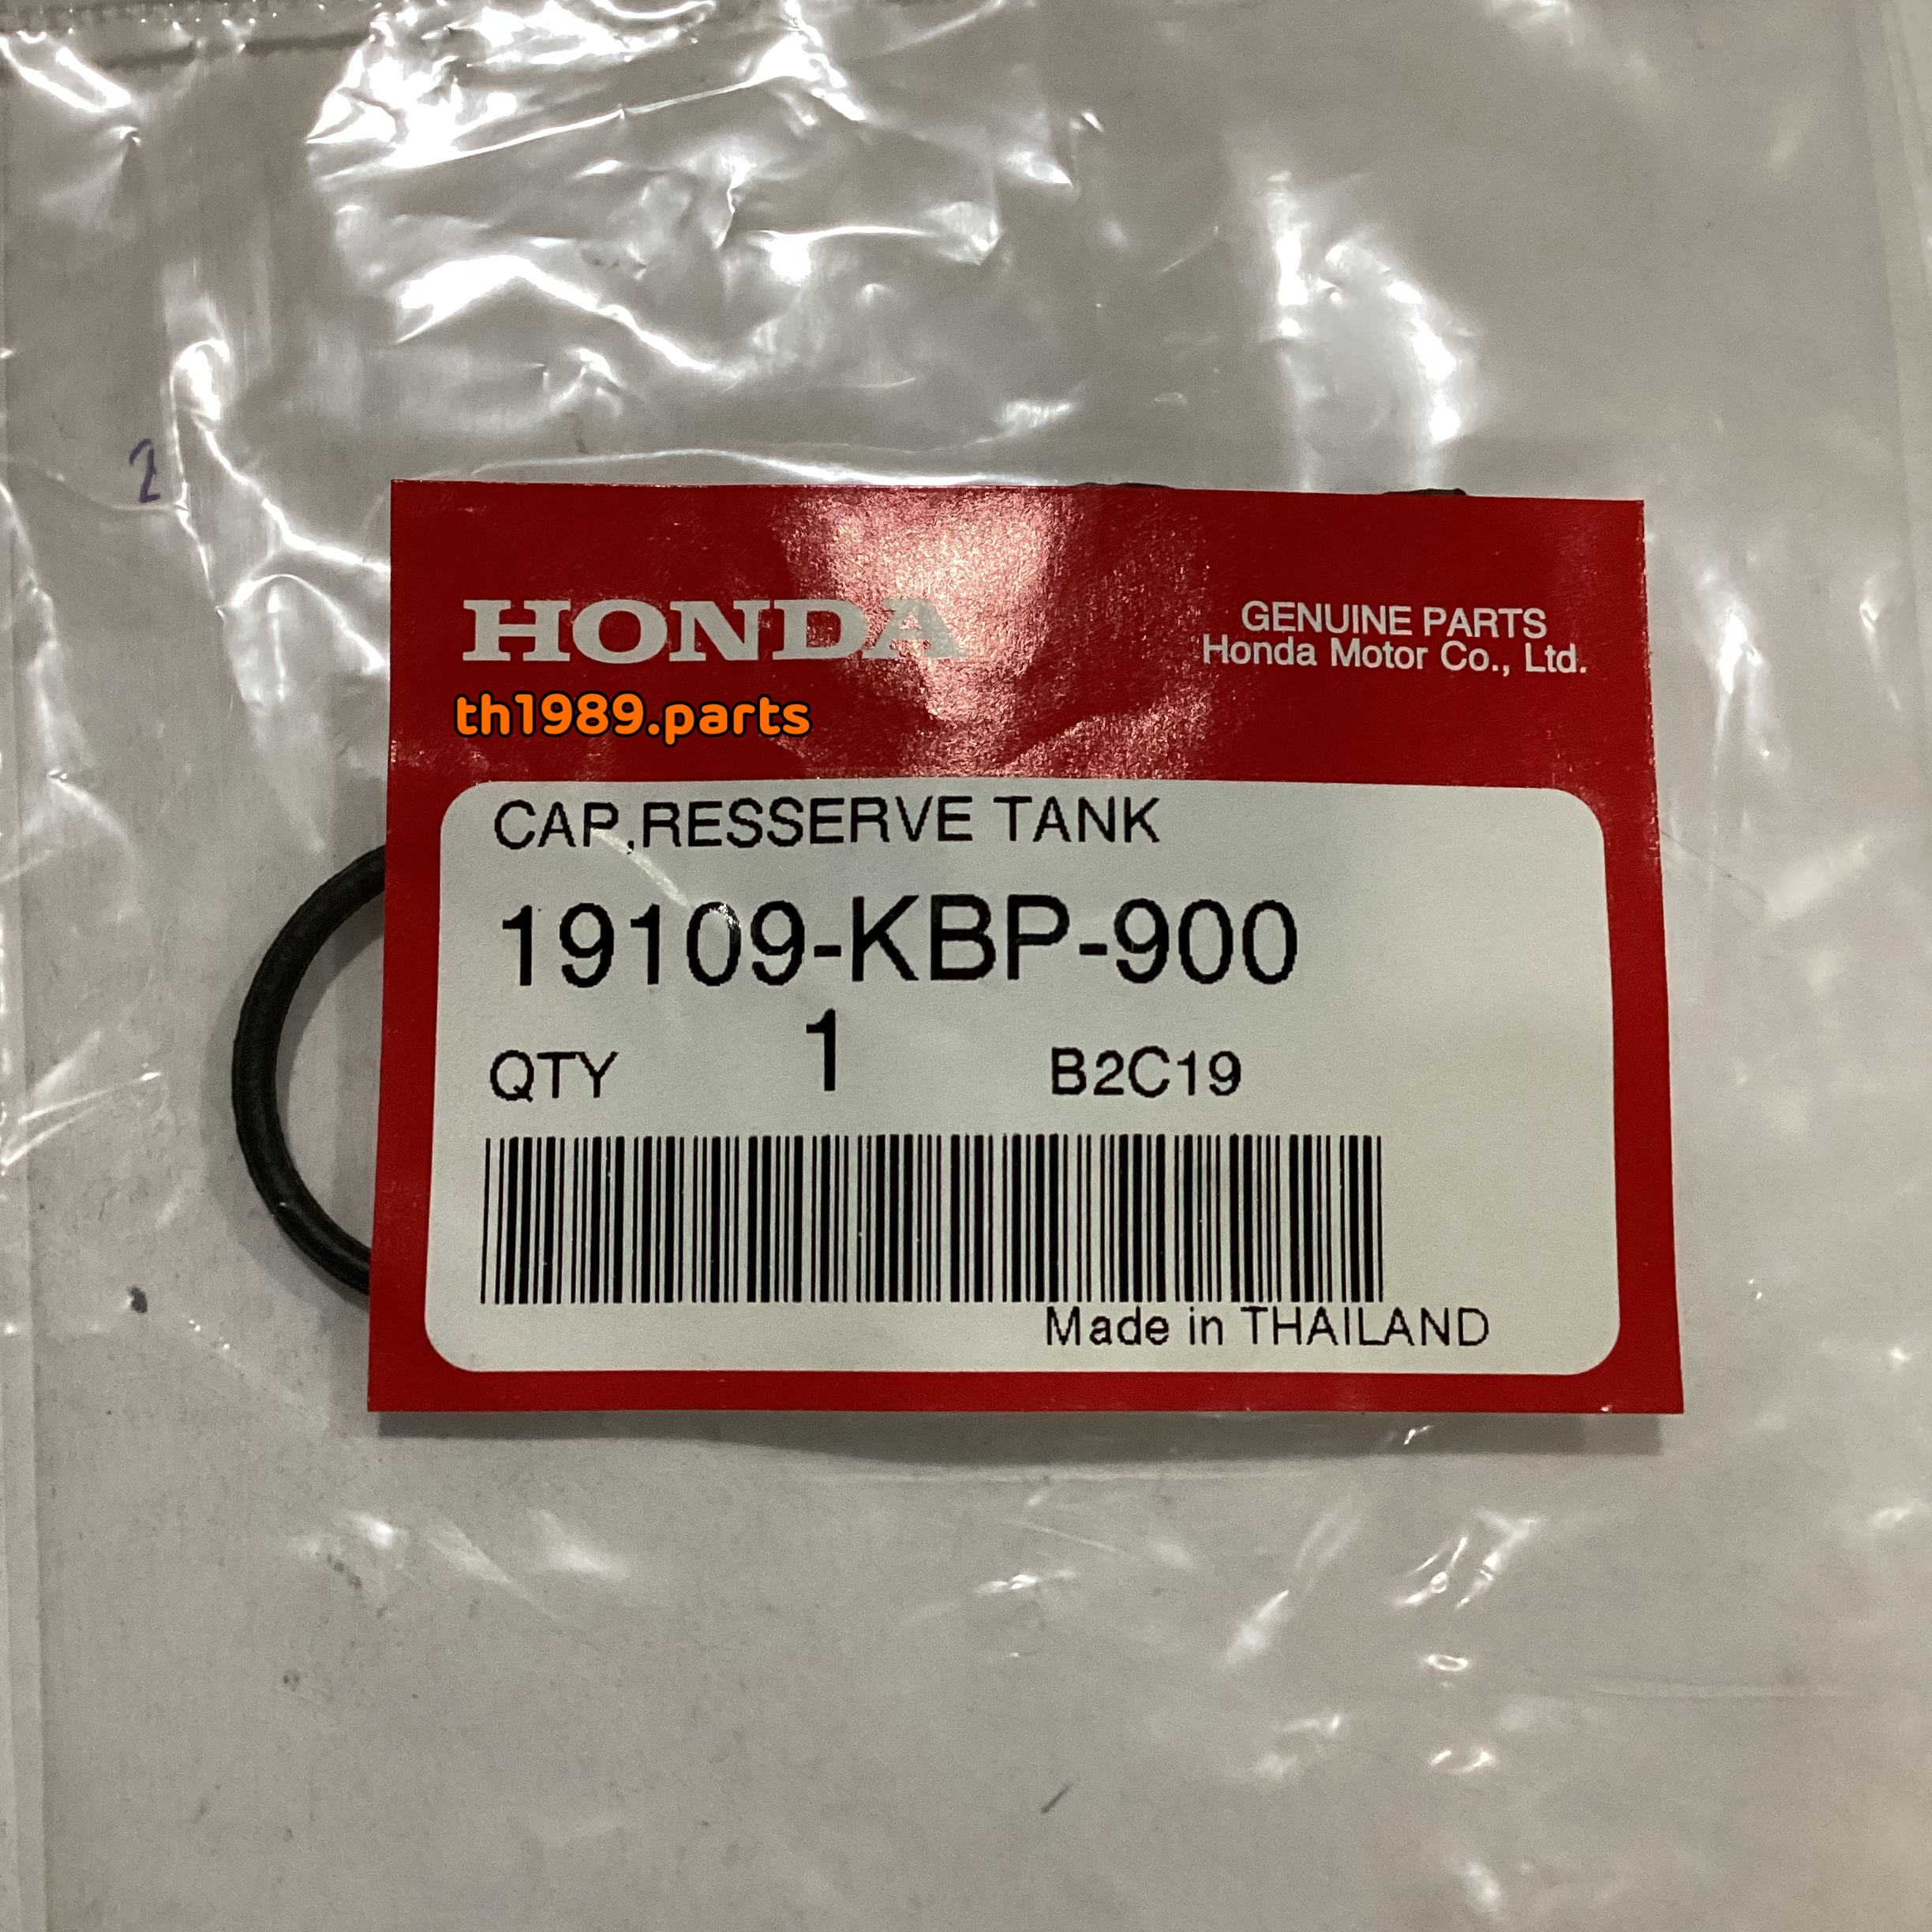 2
HONDA
GENUINE PARTS
Honda Motor Co., Ltd.
th1989.parts
CAP,RESSERVE TANK
19109-KBP-900
QTY 1 B2C19
Made in THAILAND